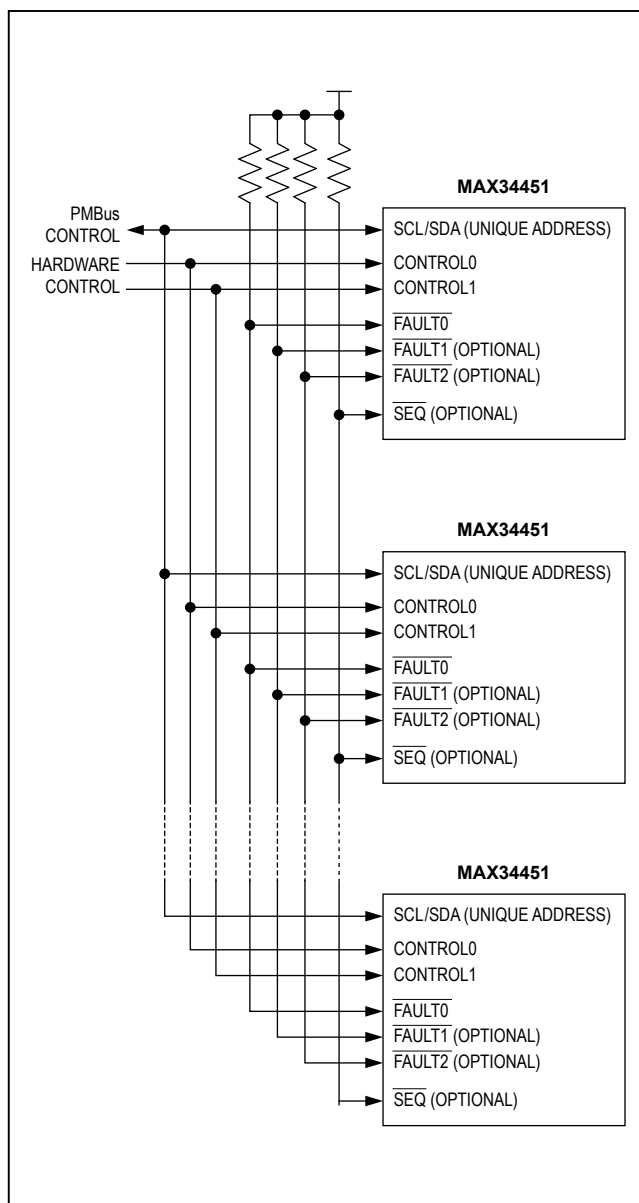 MAX34451
PMBus
CONTROL
HARDWARE
CONTROL
SCL/SDA (UNIQUE ADDRESS)
CONTROL0
CONTROL1
FAULT0
FAULT1 (OPTIONAL)
FAULT2 (OPTIONAL)
SEQ (OPTIONAL)
MAX34451
SCL/SDA (UNIQUE ADDRESS)
CONTROL0
CONTROL1
FAULT0
FAULT1 (OPTIONAL)
FAULT2 (OPTIONAL)
SEQ (OPTIONAL)
MAX34451
SCL/SDA (UNIQUE ADDRESS)
CONTROL0
CONTROL1
FAULT0
FAULT1 (OPTIONAL)
FAULT2 (OPTIONAL)
SEQ (OPTIONAL)